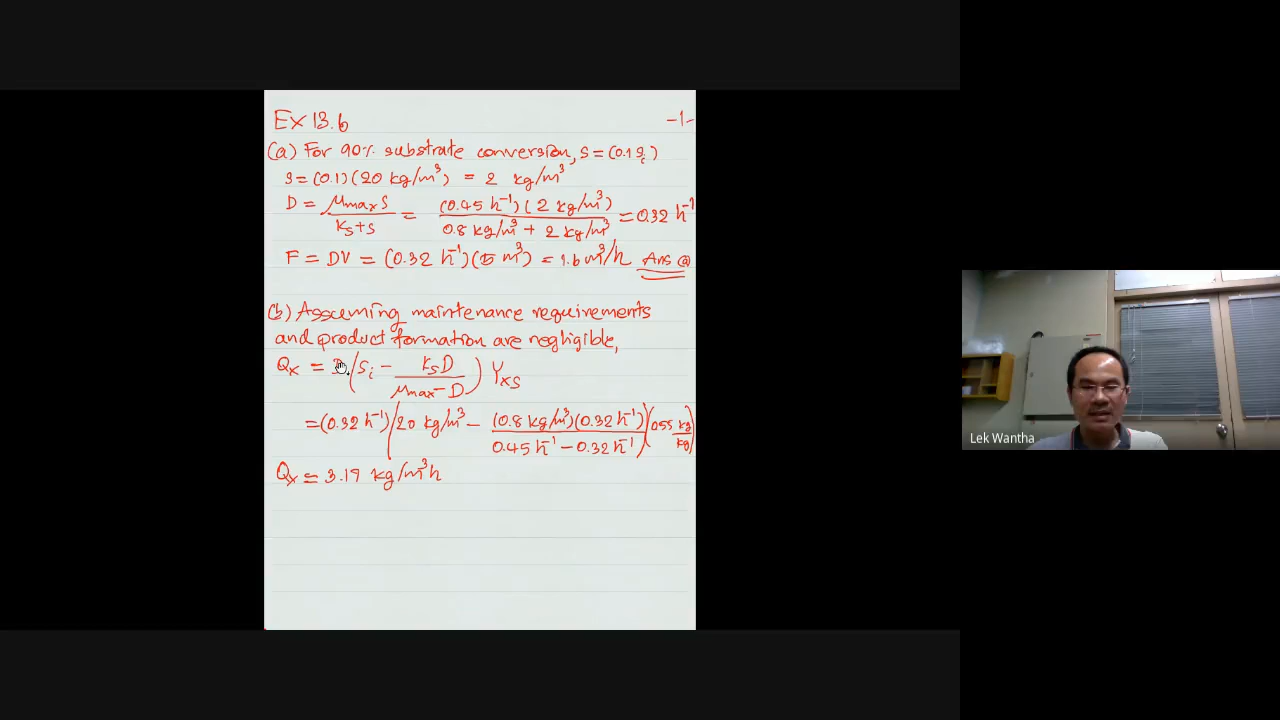 Ex 13.6 -1-
(a) For 90% substrate conversion, s = (0.1 si)
s = (0.1)(20 kg/m³) = 2 kg/m³
D = μmax s / Ks + s = (0.45 h⁻¹)(2 kg/m³) / 0.8 kg/m³ + 2 kg/m³ = 0.32 h⁻¹
F = DV = (0.32 h⁻¹)(5 m³) = 1.6 m³/h Ans (a)
(b) Assuming maintenance requirements
and product formation are negligible,
Qx = D (si − Ks D / μmax − D) Yxs
= (0.32 h⁻¹)(20 kg/m³ − (0.8 kg/m³)(0.32 h⁻¹) / 0.45 h⁻¹ − 0.32 h⁻¹)(0.55 kg/kg)
Qx = 3.19 kg/m³h
Lek Wantha